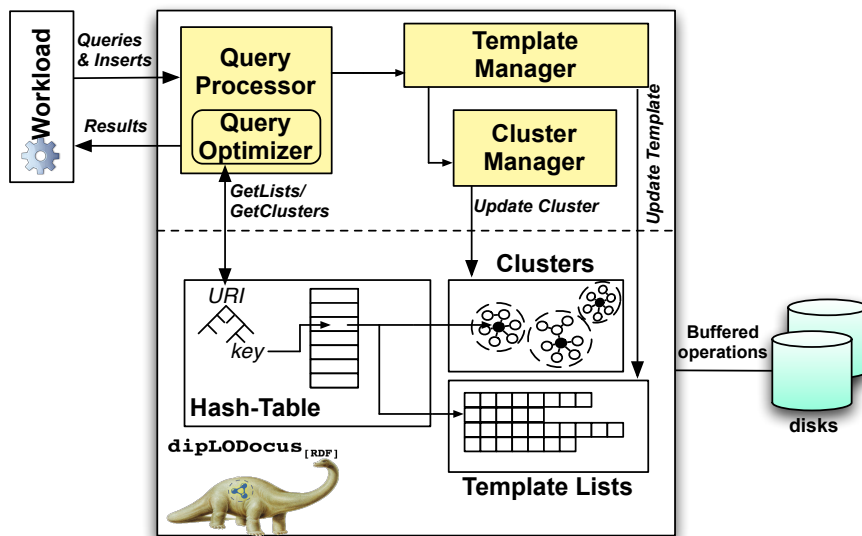 Workload
Queries
& Inserts
Results
Query
Processor
Query
Optimizer
Template
Manager
Cluster
Manager
Update Template
GetLists/
GetClusters
Update Cluster
Clusters
URI
key
Hash-Table
Buffered
operations
disks
dipLODocus[RDF]
Template Lists